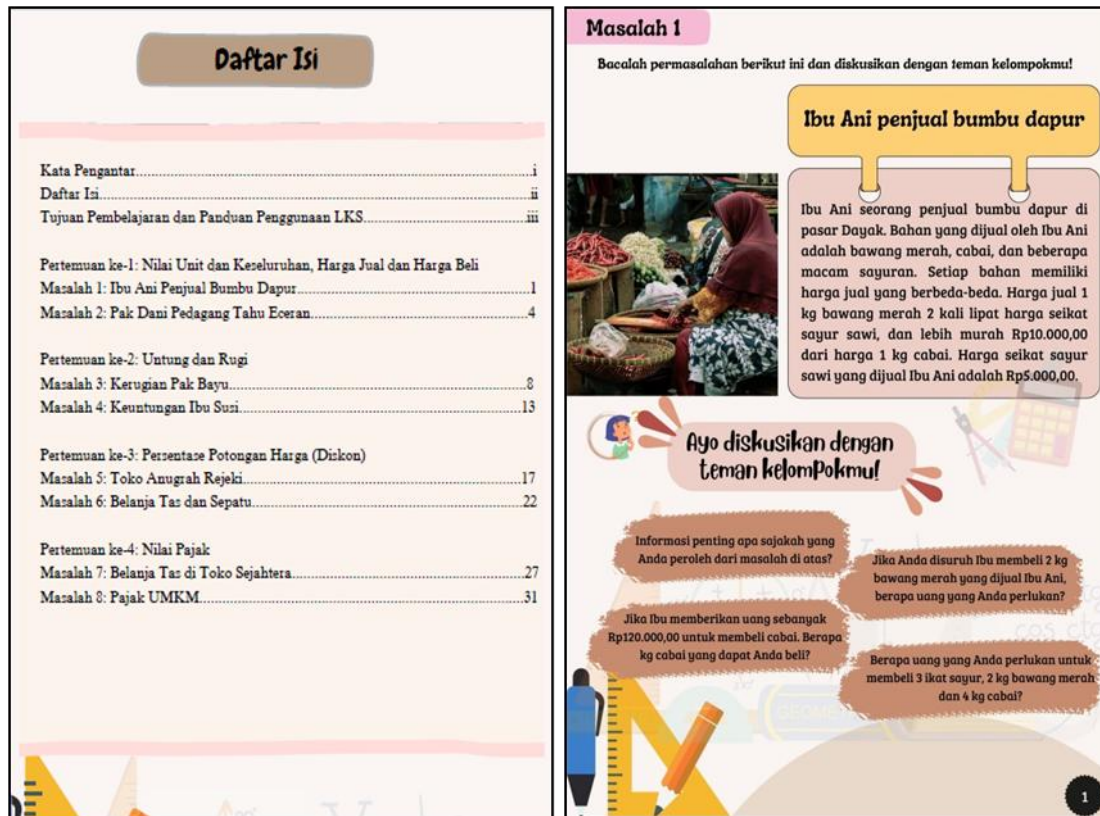 Daftar Isi
Kata Pengantar i
Daftar Isi ii
Tujuan Pembelajaran dan Panduan Penggunaan LKS iii
Pertemuan ke-1: Nilai Unit dan Keseluruhan, Harga Jual dan Harga Beli
Masalah 1: Ibu Ani Penjual Bumbu Dapur 1
Masalah 2: Pak Dani Pedagang Tahu Eceran 4
Pertemuan ke-2: Untung dan Rugi
Masalah 3: Kerugian Pak Bayu 8
Masalah 4: Keuntungan Ibu Susi 13
Pertemuan ke-3: Persentase Potongan Harga (Diskon)
Masalah 5: Toko Anugrah Rejeki 17
Masalah 6: Belanja Tas dan Sepatu 22
Pertemuan ke-4: Nilai Pajak
Masalah 7: Belanja Tas di Toko Sejahtera 27
Masalah 8: Pajak UMKM 31
Masalah 1
Bacalah permasalahan berikut ini dan diskusikan dengan teman kelompokmu!
Ibu Ani penjual bumbu dapur
Ibu Ani seorang penjual bumbu dapur di
pasar Dayak. Bahan yang dijual oleh Ibu Ani
adalah bawang merah, cabai, dan beberapa
macam sayuran. Setiap bahan memiliki
harga jual yang berbeda-beda. Harga jual 1
kg bawang merah 2 kali lipat harga seikat
sayur sawi, dan lebih murah Rp10.000,00
dari harga 1 kg cabai. Harga seikat sayur
sawi yang dijual Ibu Ani adalah Rp5.000,00.
Ayo diskusikan dengan
teman kelompokmu!
Informasi penting apa sajakah yang
Anda peroleh dari masalah di atas?
Jika Anda disuruh Ibu membeli 2 kg
bawang merah yang dijual Ibu Ani,
berapa uang yang Anda perlukan?
Jika Ibu memberikan uang sebanyak
Rp120.000,00 untuk membeli cabai. Berapa
kg cabai yang dapat Anda beli?
Berapa uang yang Anda perlukan untuk
membeli 3 ikat sayur, 2 kg bawang merah
dan 4 kg cabai?
1